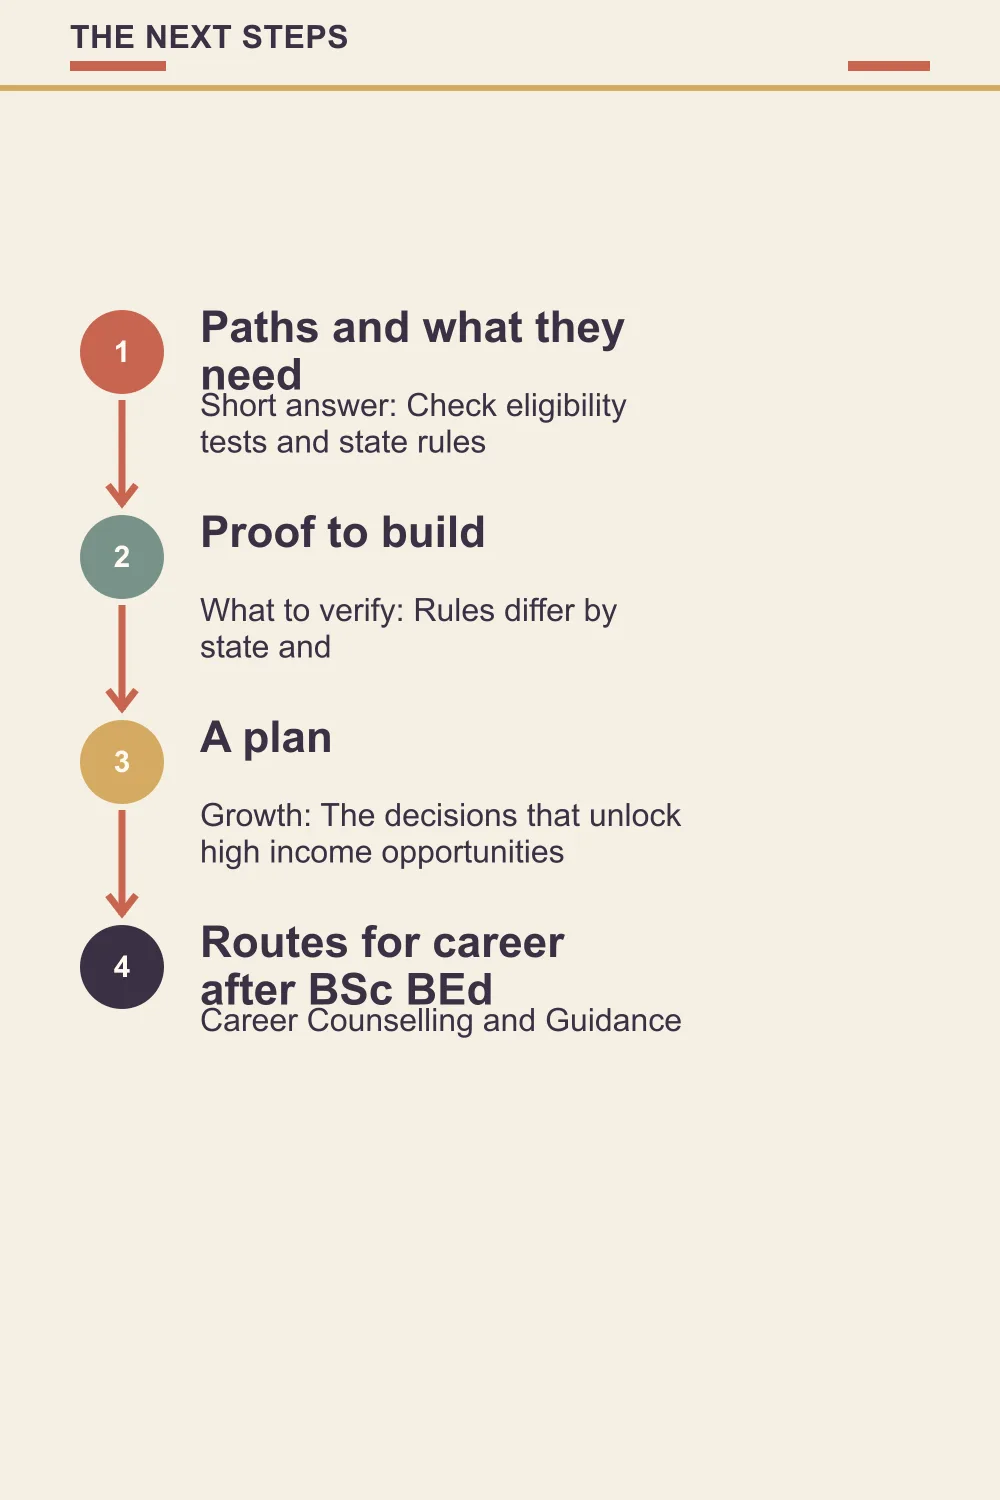 THE NEXT STEPS
1
Paths and what they
need
Short answer: Check eligibility
tests and state rules
2
Proof to build
What to verify: Rules differ by
state and
3
A plan
Growth: The decisions that unlock
high income opportunities
4
Routes for career
after BSc BEd
Career Counselling and Guidance